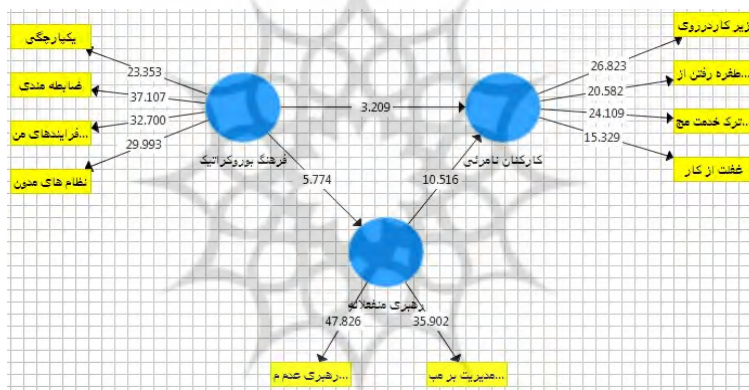 زیر کاردرروی
یکپارچگی
26.823
23.353
...طفره رفتن از
ضابطه مندی
20.582
37.107
3.209
24.109
...ترک خدمت مج
32.700
...فرایندهای من
15.329
29.993
فرهنگ بوروکراتیک
کارکنان نامرئی
غفلت از کار
نظام های مدون
5.774
10.516
رهبری منفعلانه
47.826
35.902
...رهبری عدم م
...مدیریت بر مب